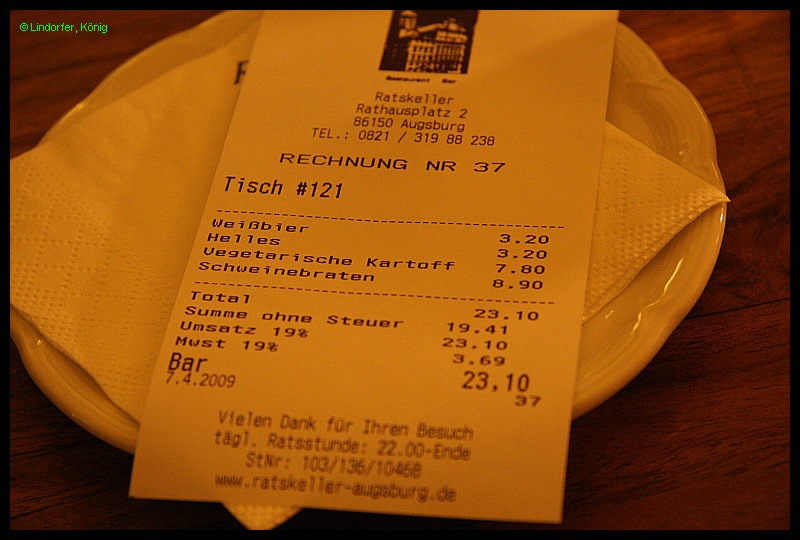 © Lindorfer, König
Restaurant Bar
Ratskeller
Rathausplatz 2
86150 Augsburg
TEL.: 0821 / 319 88 238
RECHNUNG NR 37
Tisch #121
Weißbier 3,20
Helles 3.20
Vegetarische Kartoff 7.80
Schweinebraten 8.90
Total 23.10
Summe ohne Steuer 19.41
Umsatz 19% 23.10
Mwst 19% 3.69
Bar 23,10
7.4.2009 37
Vielen Dank für Ihren Besuch
tägl. Ratsstunde: 22.00-Ende
StNr: 103/136/10468
www.ratskeller-augsburg.de